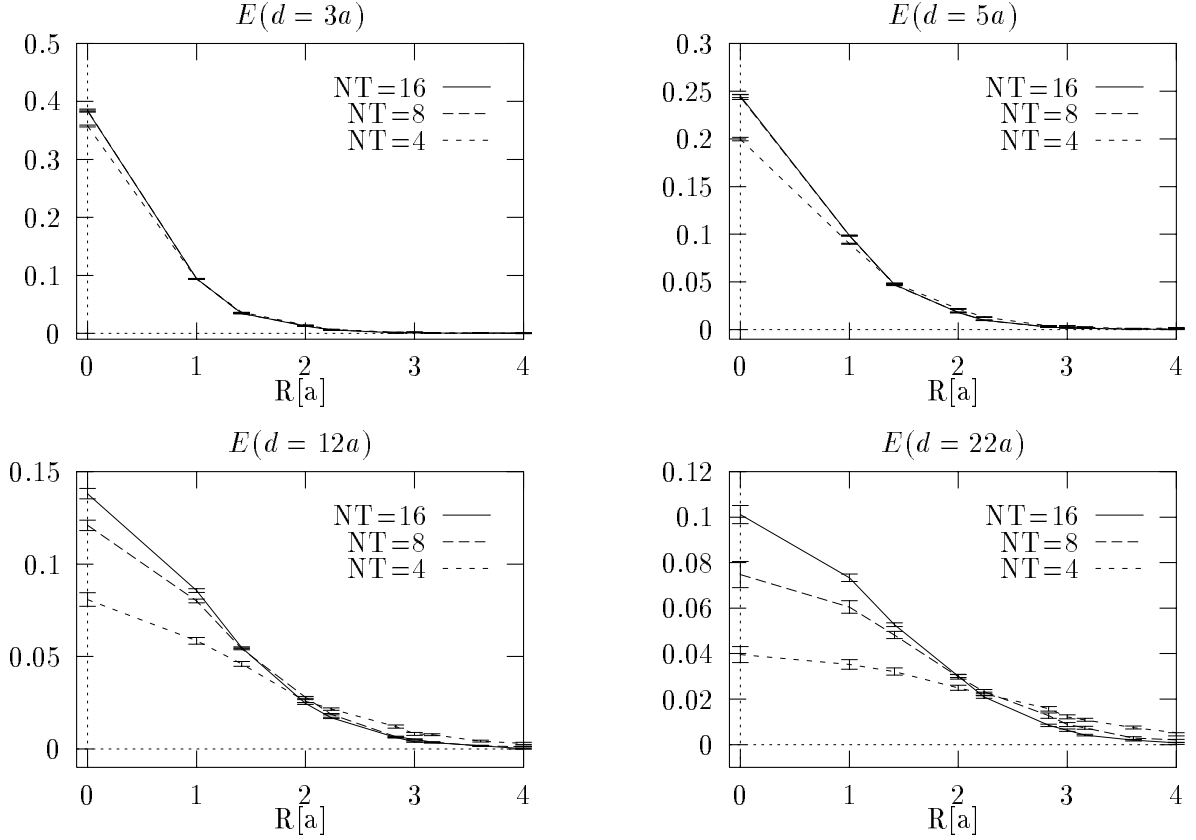 E(d = 3a)
0.5
0.4
0.3
0.2
0.1
0
NT=16
NT=8
NT=4
0 1 2 3 4
R[a]
E(d = 5a)
0.3
0.25
0.2
0.15
0.1
0.05
0
NT=16
NT=8
NT=4
0 1 2 3 4
R[a]
E(d = 12a)
0.15
0.1
0.05
0
NT=16
NT=8
NT=4
0 1 2 3 4
R[a]
E(d = 22a)
0.12
0.1
0.08
0.06
0.04
0.02
0
NT=16
NT=8
NT=4
0 1 2 3 4
R[a]